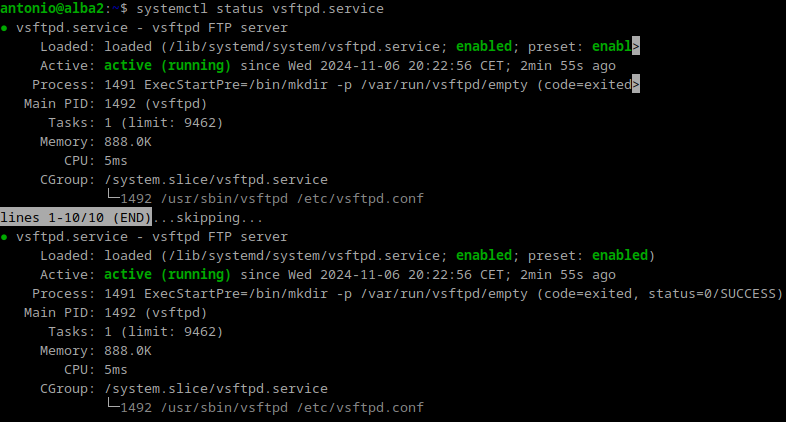 antonio@alba2:~$ systemctl status vsftpd.service
● vsftpd.service - vsftpd FTP server
     Loaded: loaded (/lib/systemd/system/vsftpd.service; enabled; preset: enabl>
     Active: active (running) since Wed 2024-11-06 20:22:56 CET; 2min 55s ago
    Process: 1491 ExecStartPre=/bin/mkdir -p /var/run/vsftpd/empty (code=exited>
   Main PID: 1492 (vsftpd)
      Tasks: 1 (limit: 9462)
     Memory: 888.0K
        CPU: 5ms
     CGroup: /system.slice/vsftpd.service
             └─1492 /usr/sbin/vsftpd /etc/vsftpd.conf
lines 1-10/10 (END)...skipping...
● vsftpd.service - vsftpd FTP server
     Loaded: loaded (/lib/systemd/system/vsftpd.service; enabled; preset: enabled)
     Active: active (running) since Wed 2024-11-06 20:22:56 CET; 2min 55s ago
    Process: 1491 ExecStartPre=/bin/mkdir -p /var/run/vsftpd/empty (code=exited, status=0/SUCCESS)
   Main PID: 1492 (vsftpd)
      Tasks: 1 (limit: 9462)
     Memory: 888.0K
        CPU: 5ms
     CGroup: /system.slice/vsftpd.service
             └─1492 /usr/sbin/vsftpd /etc/vsftpd.conf